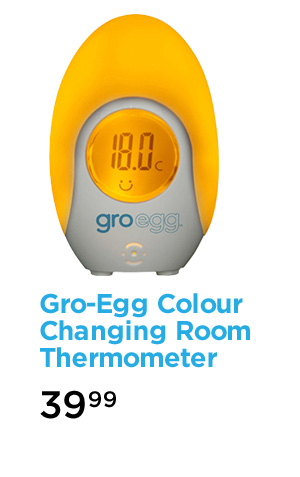 18.0c
groegg
Gro-Egg Colour
Changing Room
Thermometer
39⁹⁹